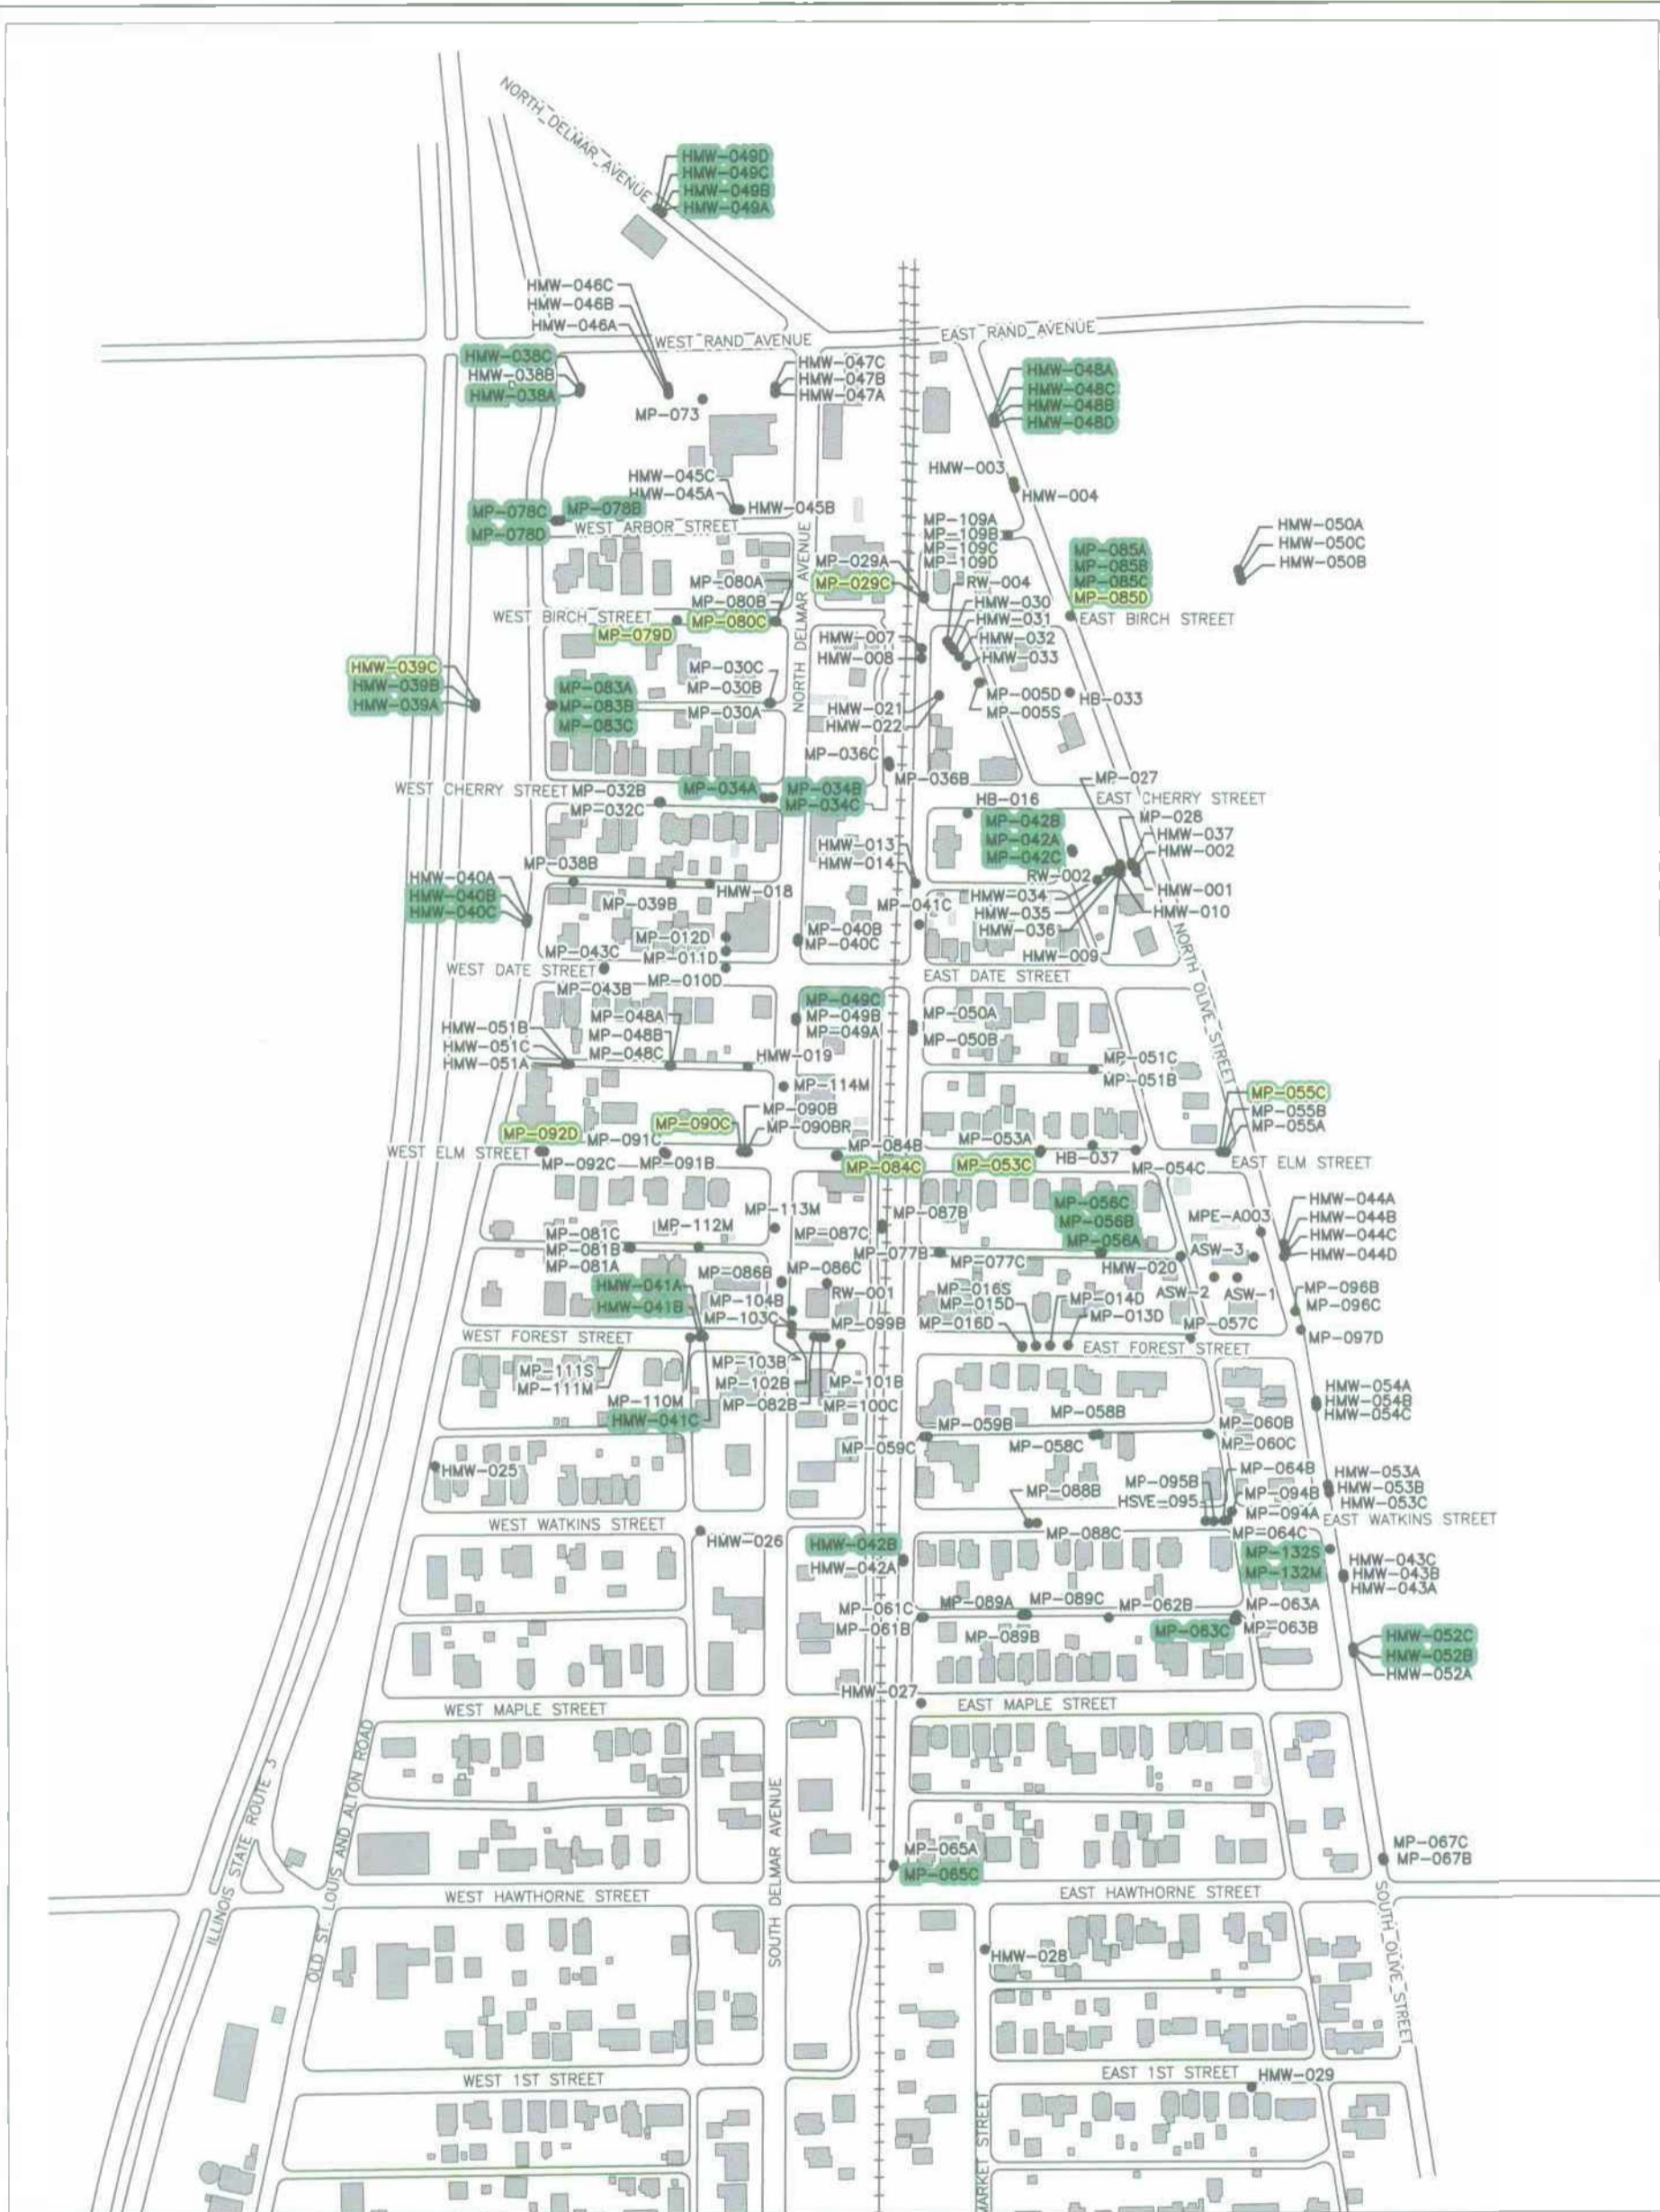 NORTH DELMAR AVENUE
HMW-049D
HMW-049C
HMW-049B
HMW-049A
HMW-046C
HMW-046B
HMW-046A
WEST RAND AVENUE
EAST RAND AVENUE
HMW-038C
HMW-038B
HMW-038A
HMW-047C
HMW-047B
HMW-047A
MP-073
HMW-048A
HMW-048C
HMW-048B
HMW-048D
HMW-003
HMW-004
HMW-045C
HMW-045A
HMW-045B
MP-078C
MP-078B
MP-078D
WEST ARBOR STREET
NORTH DELMAR AVENUE
MP-109A
MP-109B
MP-109C
MP-109D
HMW-050A
HMW-050C
HMW-050B
MP-085A
MP-085B
MP-085C
MP-085D
MP-029A
MP-029C
MP-080A
MP-080B
MP-080C
RW-004
HMW-030
HMW-031
HMW-032
HMW-033
WEST BIRCH STREET
EAST BIRCH STREET
MP-079D
HMW-007
HMW-008
HMW-039C
HMW-039B
HMW-039A
MP-083A
MP-083B
MP-083C
MP-030C
MP-030B
MP-030A
HMW-021
HMW-022
MP-005D
MP-005S
HB-033
MP-036C
MP-036B
MP-027
WEST CHERRY STREET
MP-032B
MP-032C
MP-034A
MP-034B
MP-034C
HB-016
EAST CHERRY STREET
MP-042B
MP-042A
MP-042C
MP-028
HMW-037
HMW-002
HMW-013
HMW-014
MP-038B
RW-002
HMW-001
HMW-040A
HMW-040B
HMW-040C
HMW-018
MP-039B
MP-041C
HMW-034
HMW-035
HMW-036
HMW-010
HMW-009
MP-012D
MP-011D
MP-010D
MP-040B
MP-040C
MP-043C
MP-043B
WEST DATE STREET
EAST DATE STREET
NORTH OLIVE STREET
MP-049C
MP-049B
MP-049A
MP-048A
MP-048B
MP-048C
HMW-051B
HMW-051C
HMW-051A
MP-050A
MP-050B
HMW-019
MP-051C
MP-051B
MP-114M
MP-055C
MP-055B
MP-055A
MP-090B
MP-090C
MP-090BR
MP-092D
MP-091C
MP-084B
MP-084C
MP-053A
MP-053C
HB-037
MP-054C
WEST ELM STREET
MP-092C
MP-091B
EAST ELM STREET
MP-056C
MP-056B
MP-056A
HMW-044A
HMW-044B
HMW-044C
HMW-044D
MP-113M
MP-112M
MP-087B
MP-087C
MPE-A003
MP-081C
MP-081B
MP-081A
MP-077B
MP-077C
ASW-3
HMW-020
MP-086B
MP-086C
HMW-041A
HMW-041B
RW-001
MP-104B
MP-103C
MP-099B
MP-016S
MP-015D
MP-016D
MP-014D
MP-013D
ASW-2
ASW-1
MP-096B
MP-096C
MP-057C
MP-097D
WEST FOREST STREET
EAST FOREST STREET
MP-111S
MP-111M
MP-103B
MP-102B
MP-082B
MP-101B
MP-100C
MP-110M
HMW-041C
HMW-054A
HMW-054B
HMW-054C
MP-058B
MP-059B
MP-059C
MP-058C
MP-060B
MP-060C
HMW-025
MP-064B
MP-095B
MP-094B
HSVE-095
MP-094A
HMW-053A
HMW-053B
HMW-053C
MP-088B
MP-088C
MP-064C
WEST WATKINS STREET
EAST WATKINS STREET
HMW-026
HMW-042B
HMW-042A
MP-132S
MP-132M
HMW-043C
HMW-043B
HMW-043A
MP-061C
MP-061B
MP-089A
MP-089C
MP-062B
MP-063A
MP-089B
MP-063C
MP-063B
HMW-052C
HMW-052B
HMW-052A
HMW-027
WEST MAPLE STREET
EAST MAPLE STREET
ILLINOIS STATE ROUTE 3
OLD ST. LOUIS AND ALTON ROAD
SOUTH DELMAR AVENUE
MP-065A
MP-065C
MP-067C
MP-067B
WEST HAWTHORNE STREET
EAST HAWTHORNE STREET
SOUTH OLIVE STREET
HMW-028
WEST 1ST STREET
EAST 1ST STREET
HMW-029
MARKET STREET